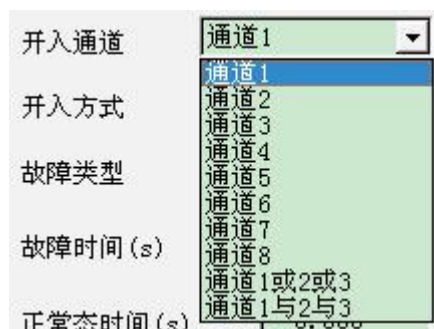 开入通道 通道1
通道1
开入方式 通道2
通道3
通道4
故障类型 通道5
通道6
通道7
故障时间(s) 通道8
通道1或2或3
正常态时间(s) 通道1与2与3